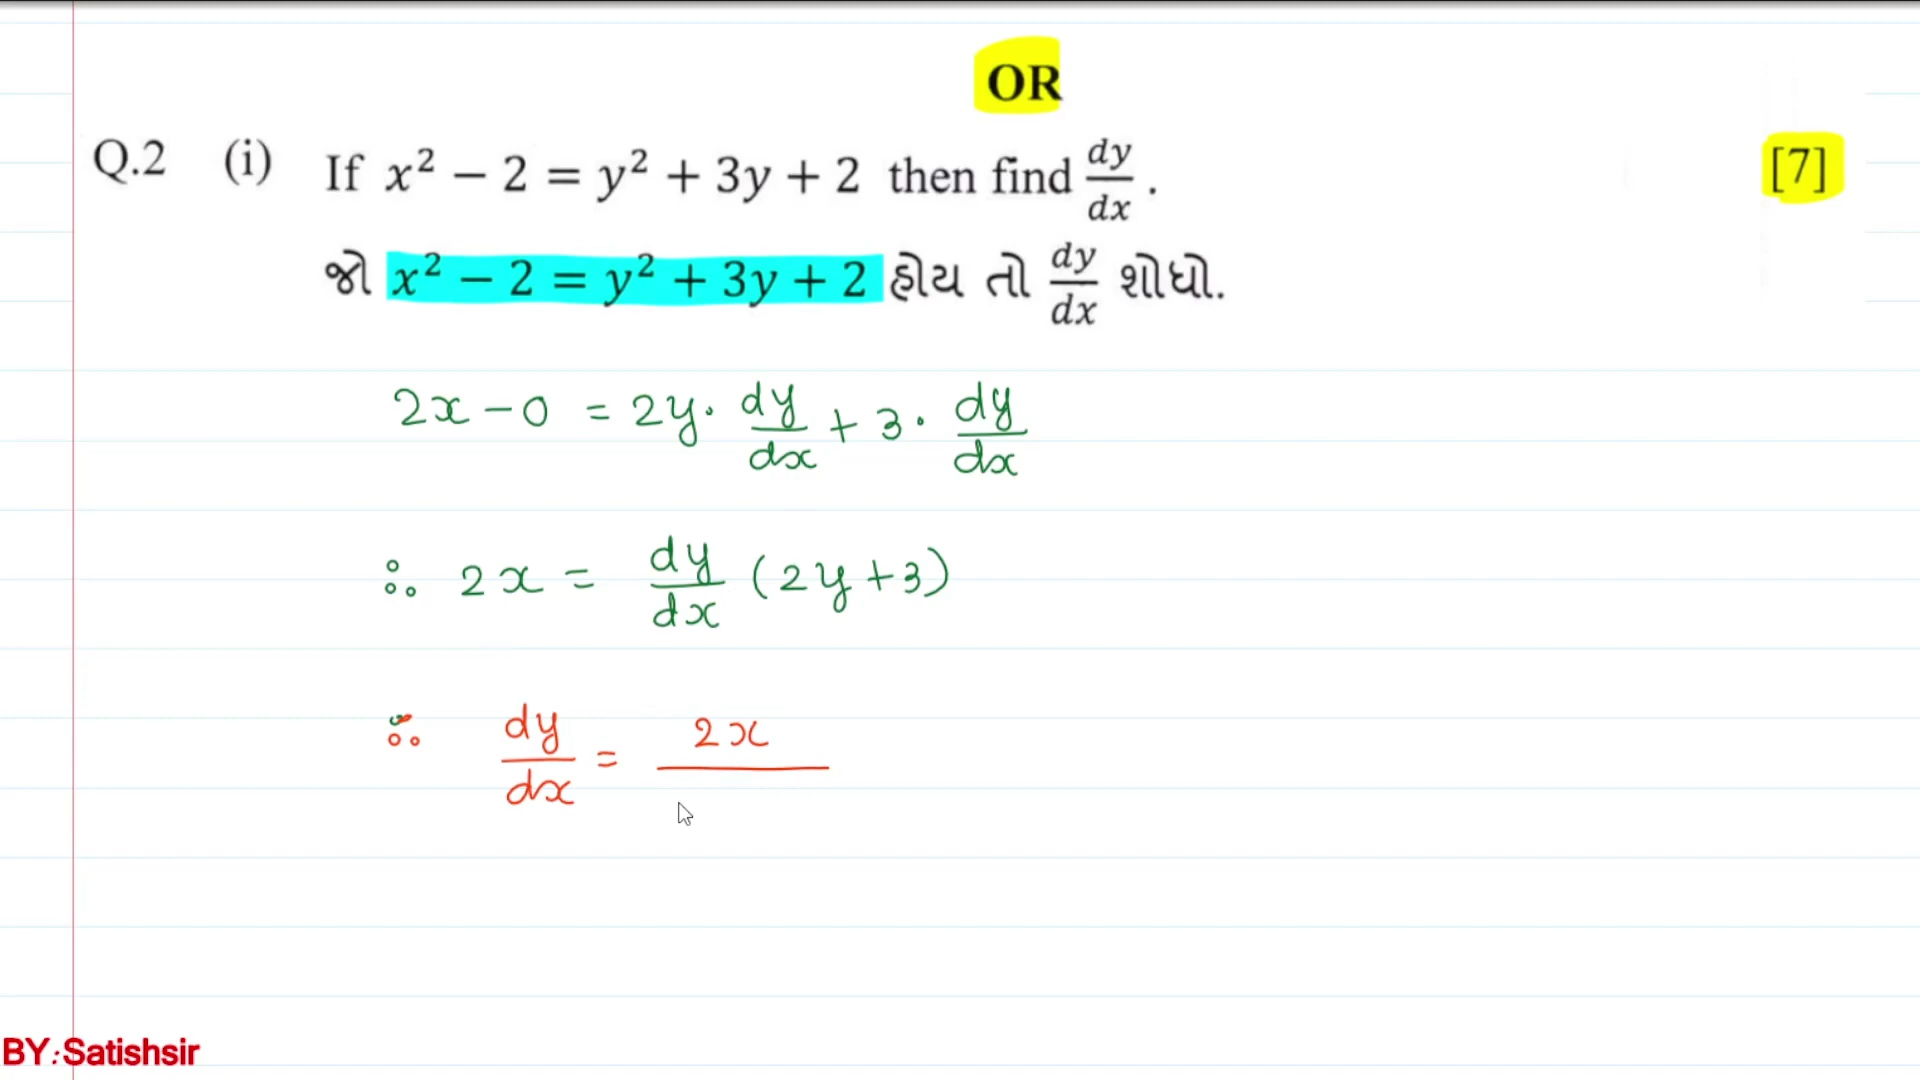 OR
Q.2 (i) If x² − 2 = y² + 3y + 2 then find dy/dx . [7]
જો x² − 2 = y² + 3y + 2 હોય તો dy/dx શોધો.
2x − 0 = 2y · dy/dx + 3 · dy/dx
∴ 2x = dy/dx (2y + 3)
∴ dy/dx = 2x/
BY:Satishsir